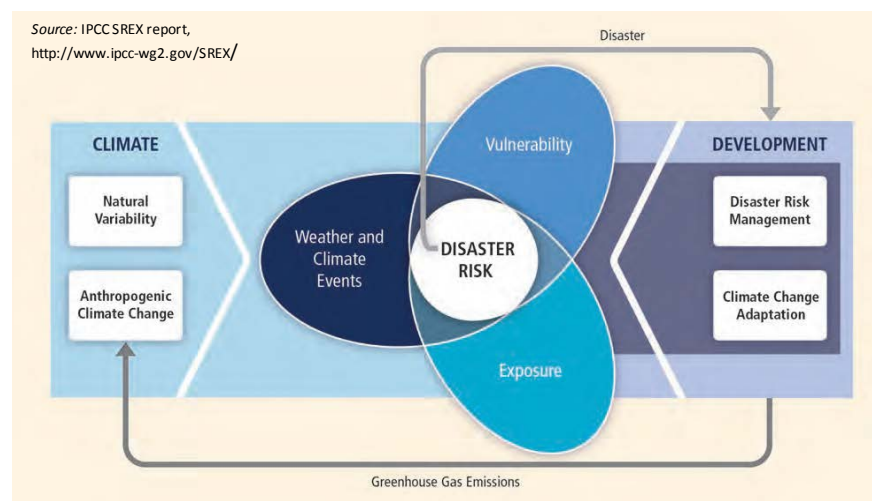 Source: IPCC SREX report,
http://www.ipcc-wg2.gov/SREX/
Disaster
CLIMATE
Natural
Variability
Anthropogenic
Climate Change
Vulnerability
Weather and
Climate
Events
DISASTER
RISK
Exposure
DEVELOPMENT
Disaster Risk
Management
Climate Change
Adaptation
Greenhouse Gas Emissions